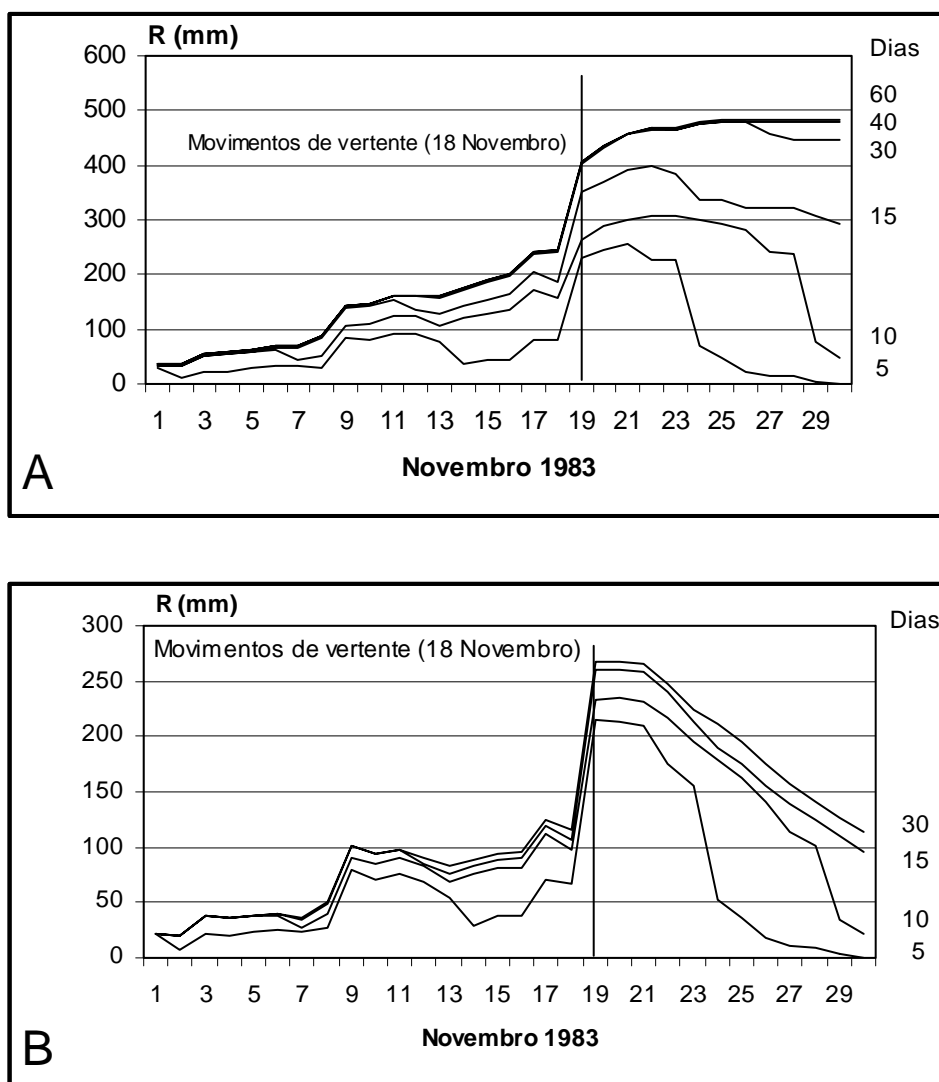 R (mm)
Dias
600
500
400
300
200
100
0
Movimentos de vertente (18 Novembro)
60
40
30
15
10
5
1 3 5 7 9 11 13 15 17 19 21 23 25 27 29
Novembro 1983
A
R (mm)
Dias
300
250
200
150
100
50
0
Movimentos de vertente (18 Novembro)
30
15
10
5
1 3 5 7 9 11 13 15 17 19 21 23 25 27 29
Novembro 1983
B